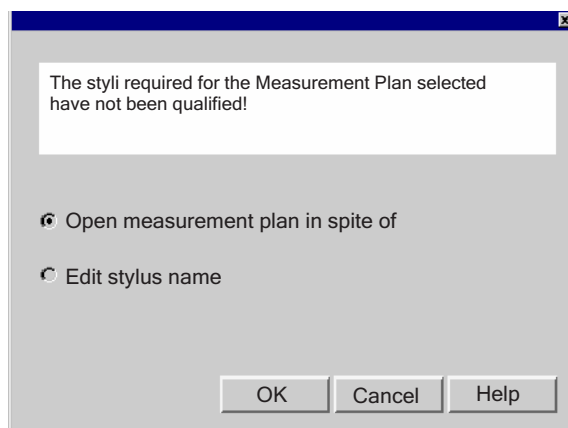 The styli required for the Measurement Plan selected
have not been qualified!
Open measurement plan in spite of
Edit stylus name
OK Cancel Help